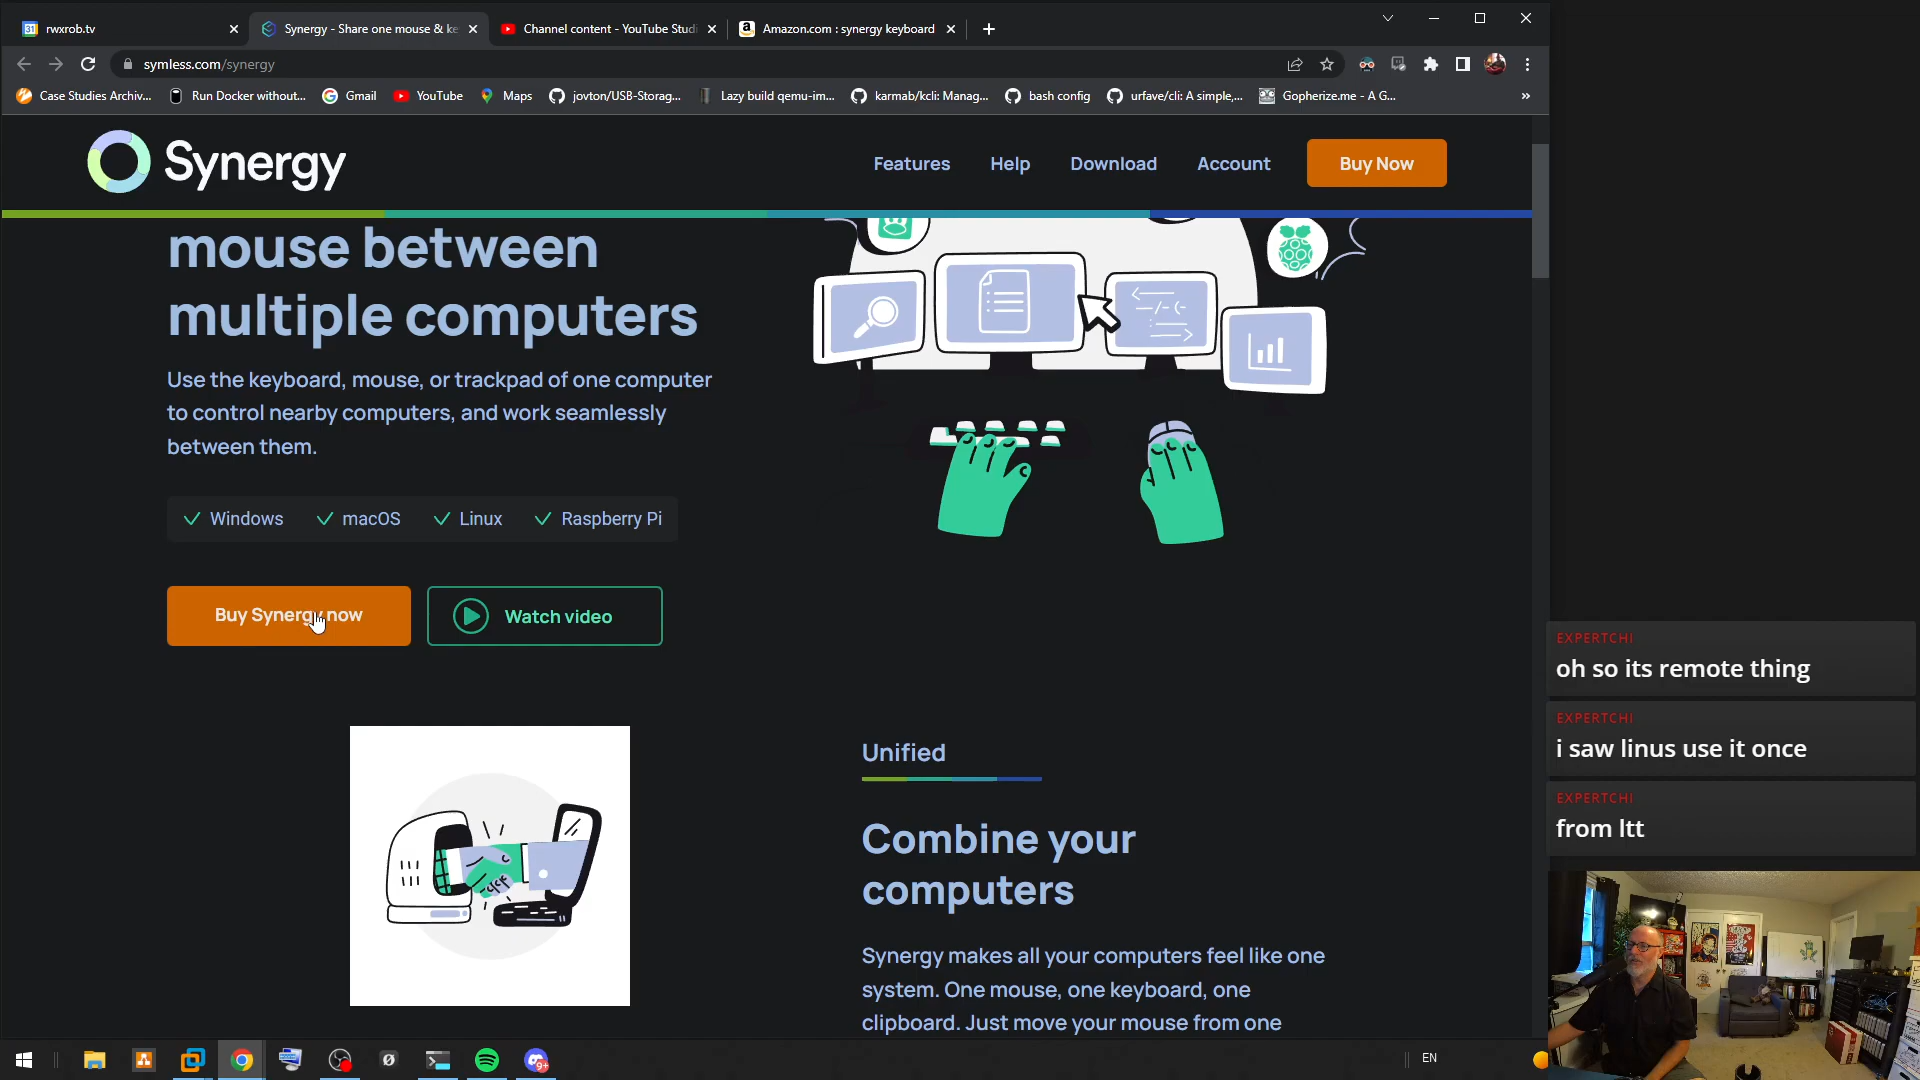 rwxrob.tv
Synergy - Share one mouse & ke
Channel content - YouTube Studi
Amazon.com : synergy keyboard
symless.com/synergy
Case Studies Archiv...
Run Docker without...
Gmail
YouTube
Maps
jovton/USB-Storag...
Lazy build qemu-im...
karmab/kcli: Manag...
bash config
urfave/cli: A simple,...
Gopherize.me - A G...
Synergy
Features
Help
Download
Account
Buy Now
mouse between
multiple computers
Use the keyboard, mouse, or trackpad of one computer
to control nearby computers, and work seamlessly
between them.
Windows
macOS
Linux
Raspberry Pi
Buy Synergy now
Watch video
Unified
Combine your
computers
Synergy makes all your computers feel like one
system. One mouse, one keyboard, one
clipboard. Just move your mouse from one
EXPERTCHI
oh so its remote thing
EXPERTCHI
i saw linus use it once
EXPERTCHI
from ltt
9+
EN